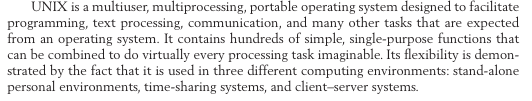 UNIX is a multiuser, multiprocessing, portable operating system designed to facilitate
programming, text processing, communication, and many other tasks that are expected
from an operating system. It contains hundreds of simple, single-purpose functions that
can be combined to do virtually every processing task imaginable. Its flexibility is demon-
strated by the fact that it is used in three different computing environments: stand-alone
personal environments, time-sharing systems, and client–server systems.